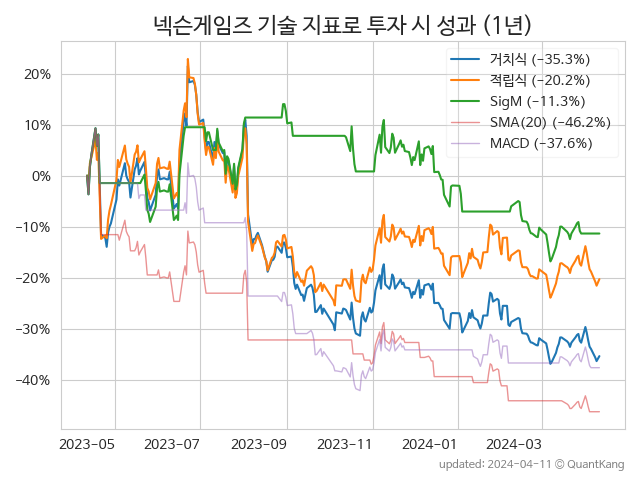 넥슨게임즈 기술 지표로 투자 시 성과 (1년)
거치식 (−35.3%)
적립식 (−20.2%)
SigM (−11.3%)
SMA(20) (−46.2%)
MACD (−37.6%)
20%
10%
0%
−10%
−20%
−30%
−40%
2023-05 2023-07 2023-09 2023-11 2024-01 2024-03
updated: 2024-04-11 © QuantKang